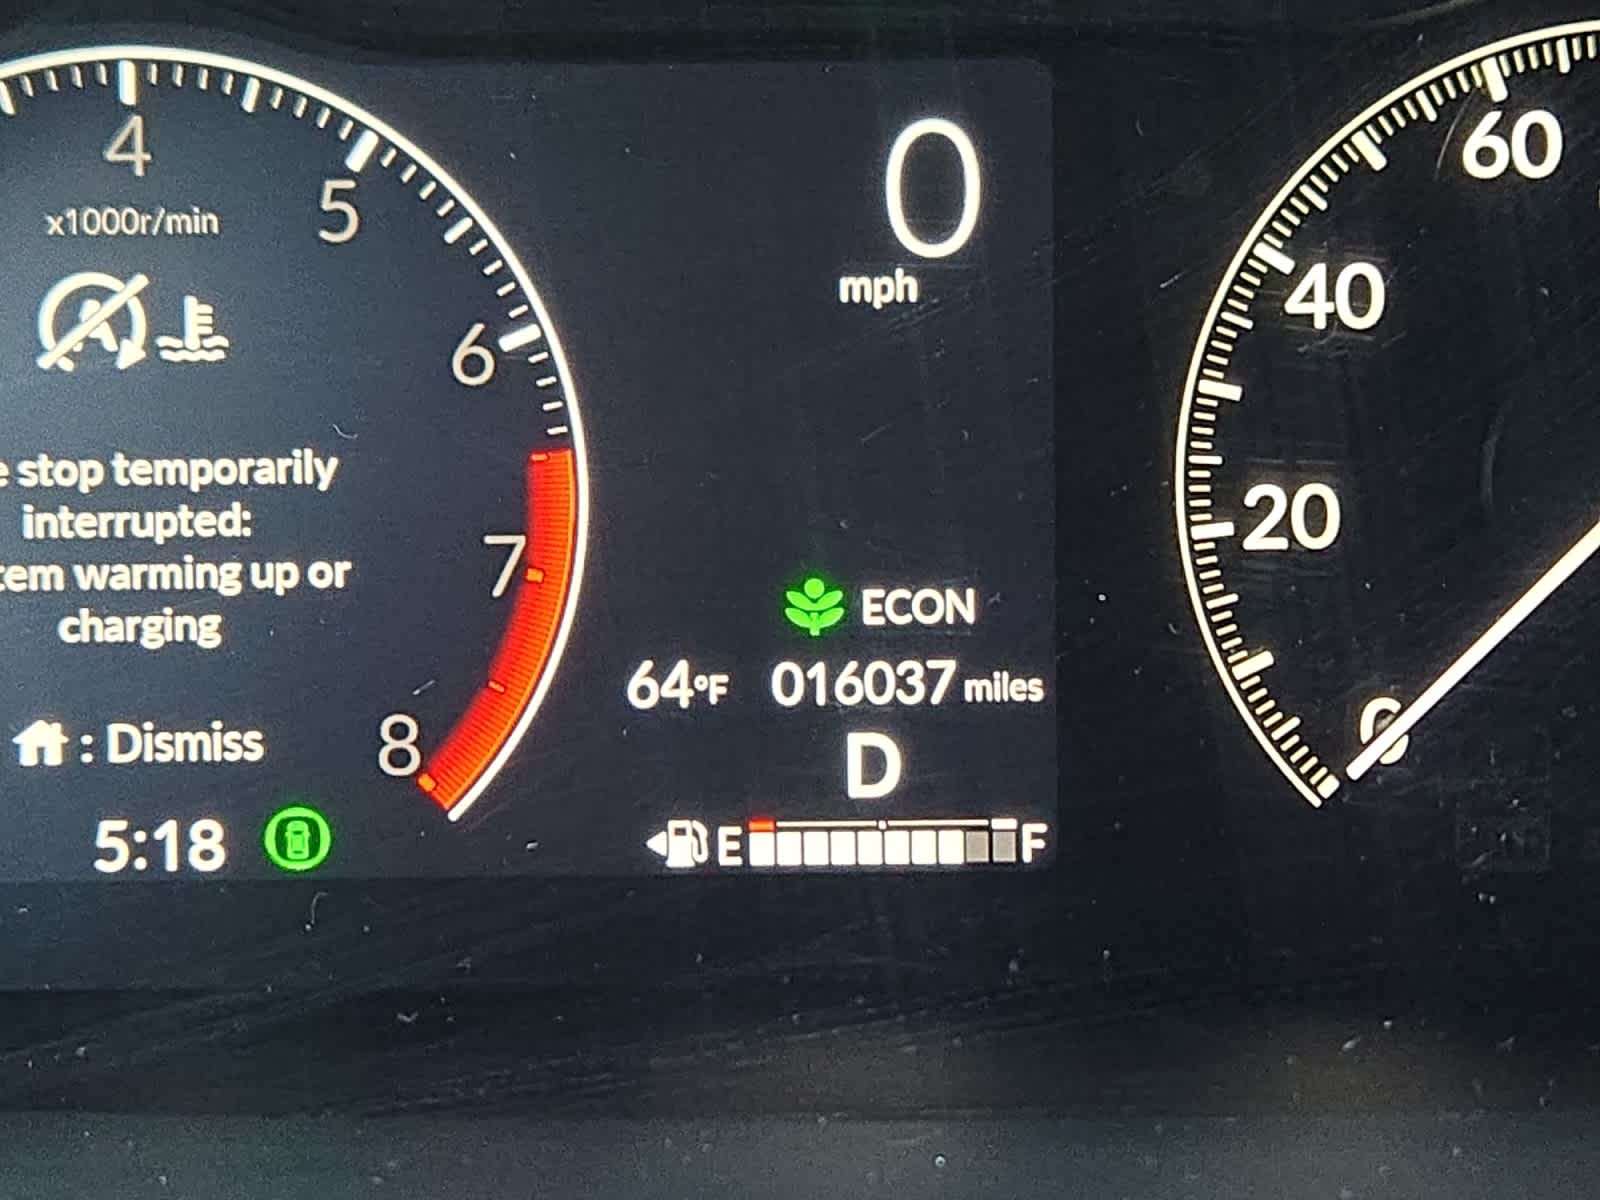 4
5
x1000r/min
6
stop temporarily
interrupted:
warming up or
charging
7
: Dismiss
8
5:18
0
mph
ECON
64°F 016037 miles
D
E F
60
40
20
0